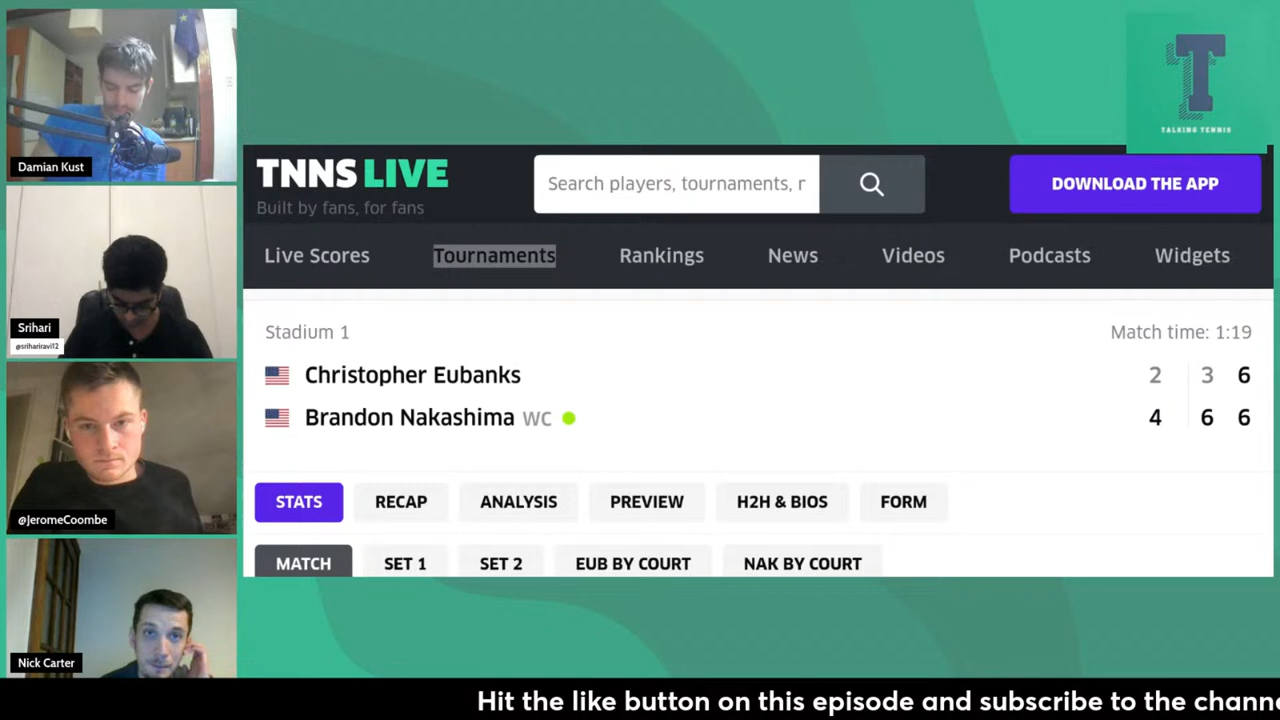 Damian Kust
Srihari
@srihariravi12
@JeromeCoombe
Nick Carter
T
TALKING TENNIS
TNNS LIVE
Built by fans, for fans
Search players, tournaments, r
DOWNLOAD THE APP
Live Scores Tournaments Rankings News Videos Podcasts Widgets
Stadium 1 Match time: 1:19
Christopher Eubanks 2 3 6
Brandon Nakashima WC 4 6 6
STATS RECAP ANALYSIS PREVIEW H2H & BIOS FORM
MATCH SET 1 SET 2 EUB BY COURT NAK BY COURT
Hit the like button on this episode and subscribe to the chann